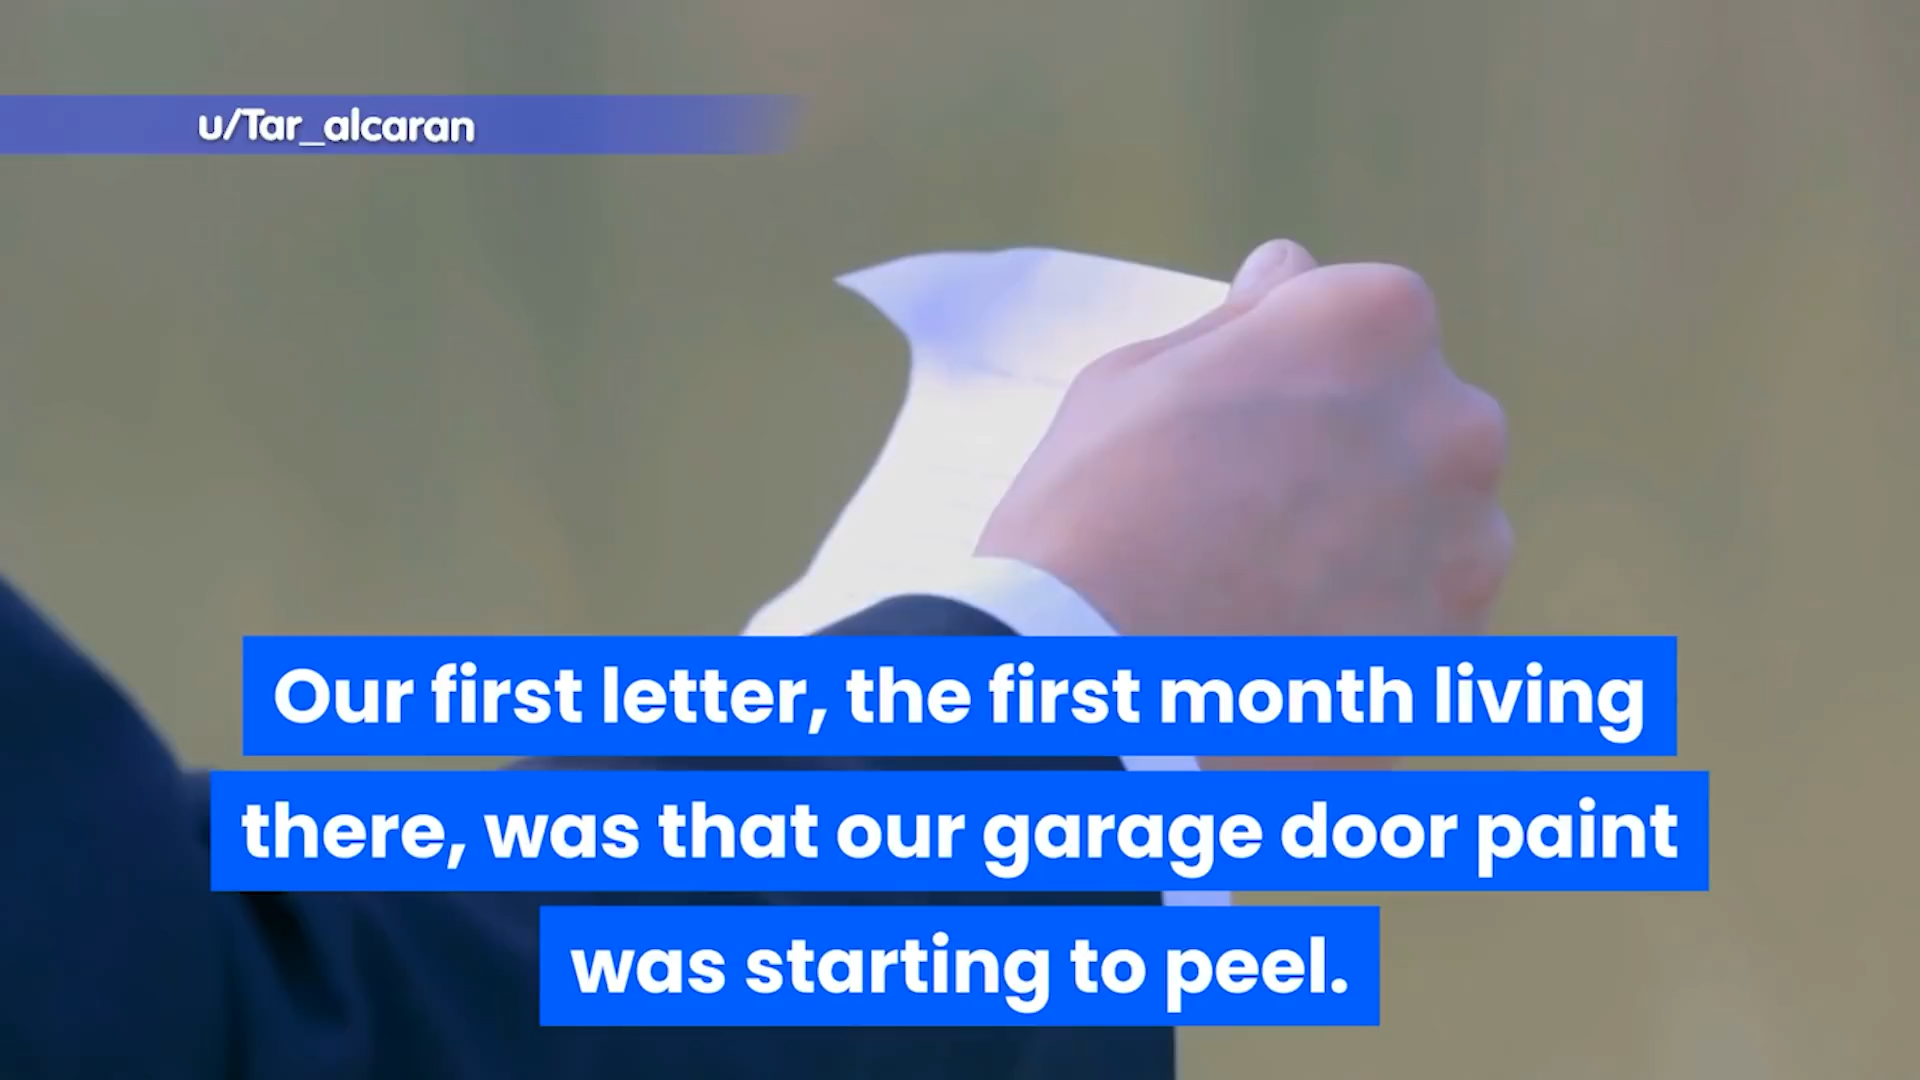 u/Tar_alcaran
Our first letter, the first month living
there, was that our garage door paint
was starting to peel.